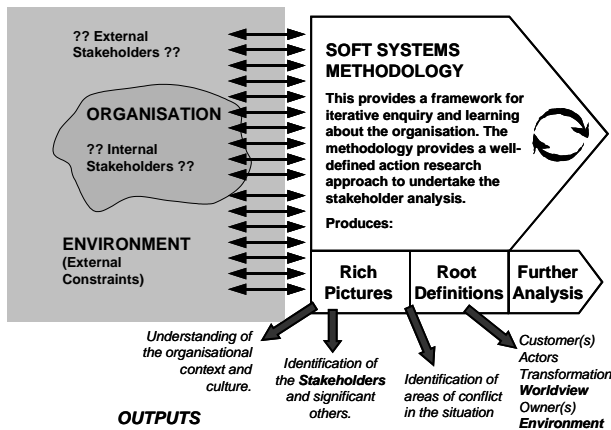 ?? External
Stakeholders ??
ORGANISATION
?? Internal
Stakeholders ??
ENVIRONMENT
(External
Constraints)
SOFT SYSTEMS
METHODOLOGY
This provides a framework for
iterative enquiry and learning
about the organisation. The
methodology provides a well-
defined action research
approach to undertake the
stakeholder analysis.
Produces:
Rich
Pictures
Root
Definitions
Further
Analysis
Understanding of
the organisational
context and
culture.
Identification of
the Stakeholders
and significant
others.
Identification of
areas of conflict
in the situation
Customer(s)
Actors
Transformation
Worldview
Owner(s)
Environment
OUTPUTS